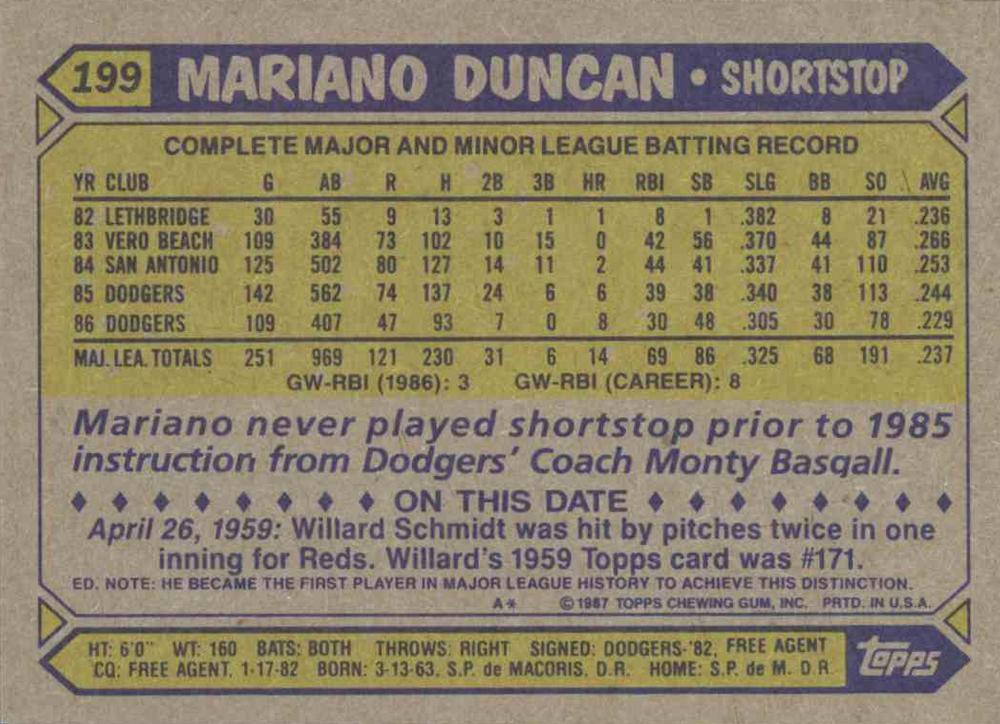 199 MARIANO DUNCAN • SHORTSTOP
COMPLETE MAJOR AND MINOR LEAGUE BATTING RECORD
YR CLUB G AB R H 2B 3B HR RBI SB SLG BB SO AVG
82 LETHBRIDGE 30 55 9 13 3 1 1 8 1 .382 8 21 .236
83 VERO BEACH 109 384 73 102 10 15 0 42 56 .370 44 87 .266
84 SAN ANTONIO 125 502 80 127 14 11 2 44 41 .337 41 110 .253
85 DODGERS 142 562 74 137 24 6 6 39 38 .340 38 113 .244
86 DODGERS 109 407 47 93 7 0 8 30 48 .305 30 78 .229
MAJ. LEA. TOTALS 251 969 121 230 31 6 14 69 86 .325 68 191 .237
GW-RBI (1986): 3 GW-RBI (CAREER): 8
Mariano never played shortstop prior to 1985
instruction from Dodgers' Coach Monty Basgall.
♦ ♦ ♦ ♦ ♦ ♦ ♦ ♦ ON THIS DATE ♦ ♦ ♦ ♦ ♦ ♦ ♦ ♦
April 26, 1959: Willard Schmidt was hit by pitches twice in one
inning for Reds. Willard's 1959 Topps card was #171.
ED. NOTE: HE BECAME THE FIRST PLAYER IN MAJOR LEAGUE HISTORY TO ACHIEVE THIS DISTINCTION.
A* © 1987 TOPPS CHEWING GUM, INC. PRTD. IN U.S.A.
HT: 6'0" WT: 160 BATS: BOTH THROWS: RIGHT SIGNED: DODGERS-'82, FREE AGENT
CQ: FREE AGENT, 1-17-82 BORN: 3-13-63, S.P. de MACORIS, D.R. HOME: S.P. de M. D.R.
TOPPS